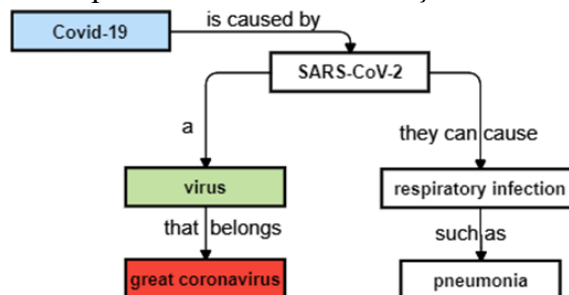 is caused by
Covid-19
SARS-CoV-2
a
they can cause
virus
respiratory infection
that belongs
such as
great coronavirus
pneumonia